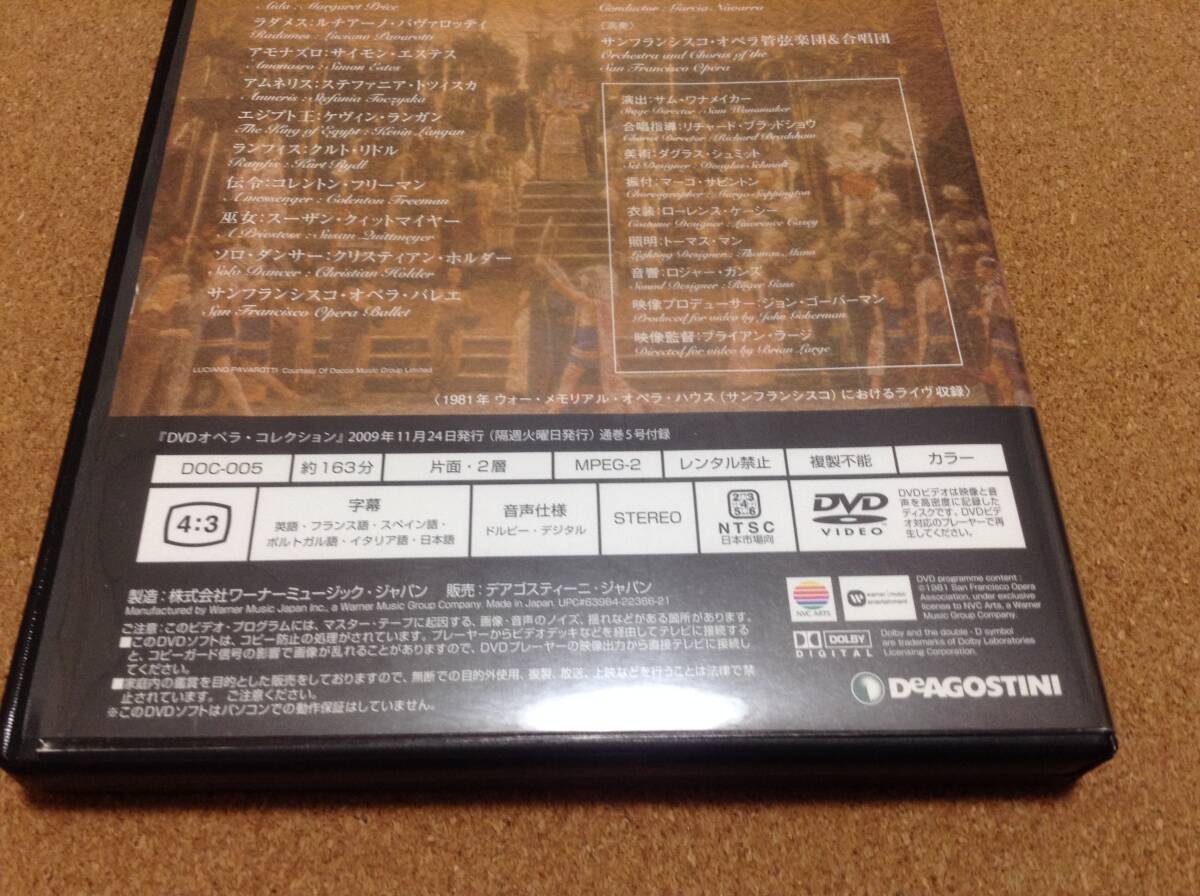 Aida : Margaret Price
ラダメス：ルチアーノ・パヴァロッティ
Radames : Luciano Pavarotti
アモナズロ：サイモン・エステス
Amonasro : Simon Estes
アムネリス：ステファニア・トツィスカ
Amneris : Stefania Toczyska
エジプト王：ケヴィン・ランガン
The King of Egypt : Kevin Langan
ランフィス：クルト・リドル
Ramfis : Kurt Rydl
伝令：コレントン・フリーマン
A messenger : Colenton Freeman
巫女：スーザン・クィットマイヤー
A Priestess : Susan Quittmeyer
ソロ・ダンサー：クリスティアン・ホルダー
Solo Dancer : Christian Holder
サンフランシスコ・オペラ・バレエ
San Francisco Opera Ballet
LUCIANO PAVAROTTI: Courtesy Of Decca Music Group Limited
Conductor : Garcia Navarro
〔演奏〕
サンフランシスコ・オペラ管弦楽団&合唱団
Orchestra and Chorus of the
San Francisco Opera
演出：サム・ワナメイカー
Stage Director : Sam Wanamaker
合唱指導：リチャード・ブラッドショウ
Chorus Director : Richard Bradshaw
美術：ダグラス・シュミット
Set Designer : Douglas Schmidt
振付：マーゴ・サピントン
Choreographer : Margo Sappington
衣装：ローレンス・ケーシー
Costume Designer : Lawrence Casey
照明：トーマス・マン
Lighting Designer : Thomas Munn
音響：ロジャー・ガンズ
Sound Designer : Roger Gans
映像プロデューサー：ジョン・ゴーバーマン
Produced for video by John Goberman
映像監督：ブライアン・ラージ
Directed for video by Brian Large
〈1981年 ウォー・メモリアル・オペラ・ハウス（サンフランシスコ）におけるライヴ収録〉
『DVDオペラ・コレクション』2009年11月24日発行（隔週火曜日発行）通巻5号付録
DOC-005 約163分 片面・2層 MPEG-2 レンタル禁止 複製不能 カラー
4:3
字幕
英語・フランス語・スペイン語・
ポルトガル語・イタリア語・日本語
音声仕様
ドルビー・デジタル
STEREO
2 3
4
5 6
NTSC
日本市場向
DVD
VIDEO
DVDビデオは映像と音
声を高密度に記録した
ディスクです。DVDビデ
オ対応のプレーヤーで再
生してください。
製造：株式会社ワーナーミュージック・ジャパン 販売：デアゴスティーニ・ジャパン
Manufactured by Warner Music Japan Inc., a Warner Music Group Company. Made in Japan. UPC#63984-22366-21
ご注意：このビデオ・プログラムには、マスター・テープに起因する、画像・音声のノイズ、揺れなどがある箇所があります。
■このDVDソフトは、コピー防止の処理がされています。プレーヤーからビデオデッキなどを経由してテレビに接続する
と、コピーガード信号の影響で画像が乱れることがありますので、DVDプレーヤーの映像出力から直接テレビに接続し
てください。
■家庭内の鑑賞を目的とした販売をしておりますので、無断での目的外使用、複製、放送、上映などを行うことは法律で禁
止されています。 ご注意ください。
※このDVDソフトはパソコンでの動作保証はしていません。
NVC ARTS
warner music
entertainment
DVD programme content :
©1981 San Francisco Opera
Association, under exclusive
license to NVC Arts, a Warner
Music Group Company.
DOLBY
DIGITAL
Dolby and the double - D symbol
are trademarks of Dolby Laboratories
Licensing Corporation.
DEAGOSTINI